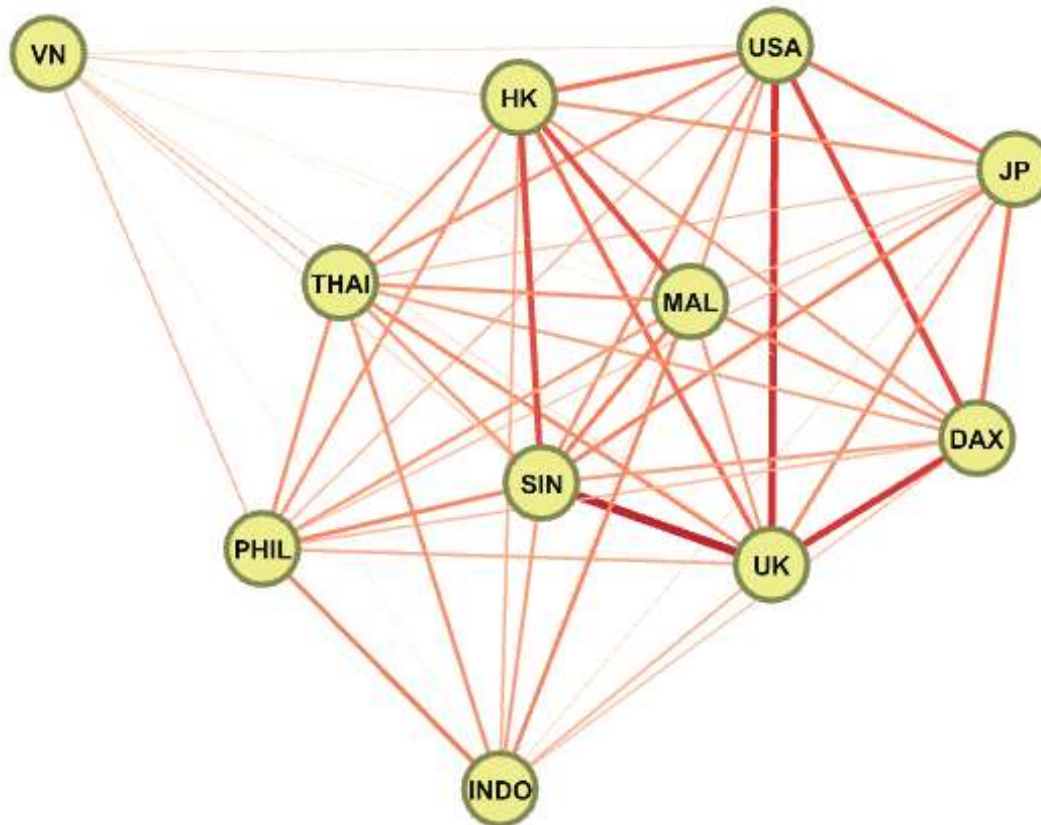 VN
USA
HK
JP
THAI
MAL
DAX
SIN
PHIL
UK
INDO